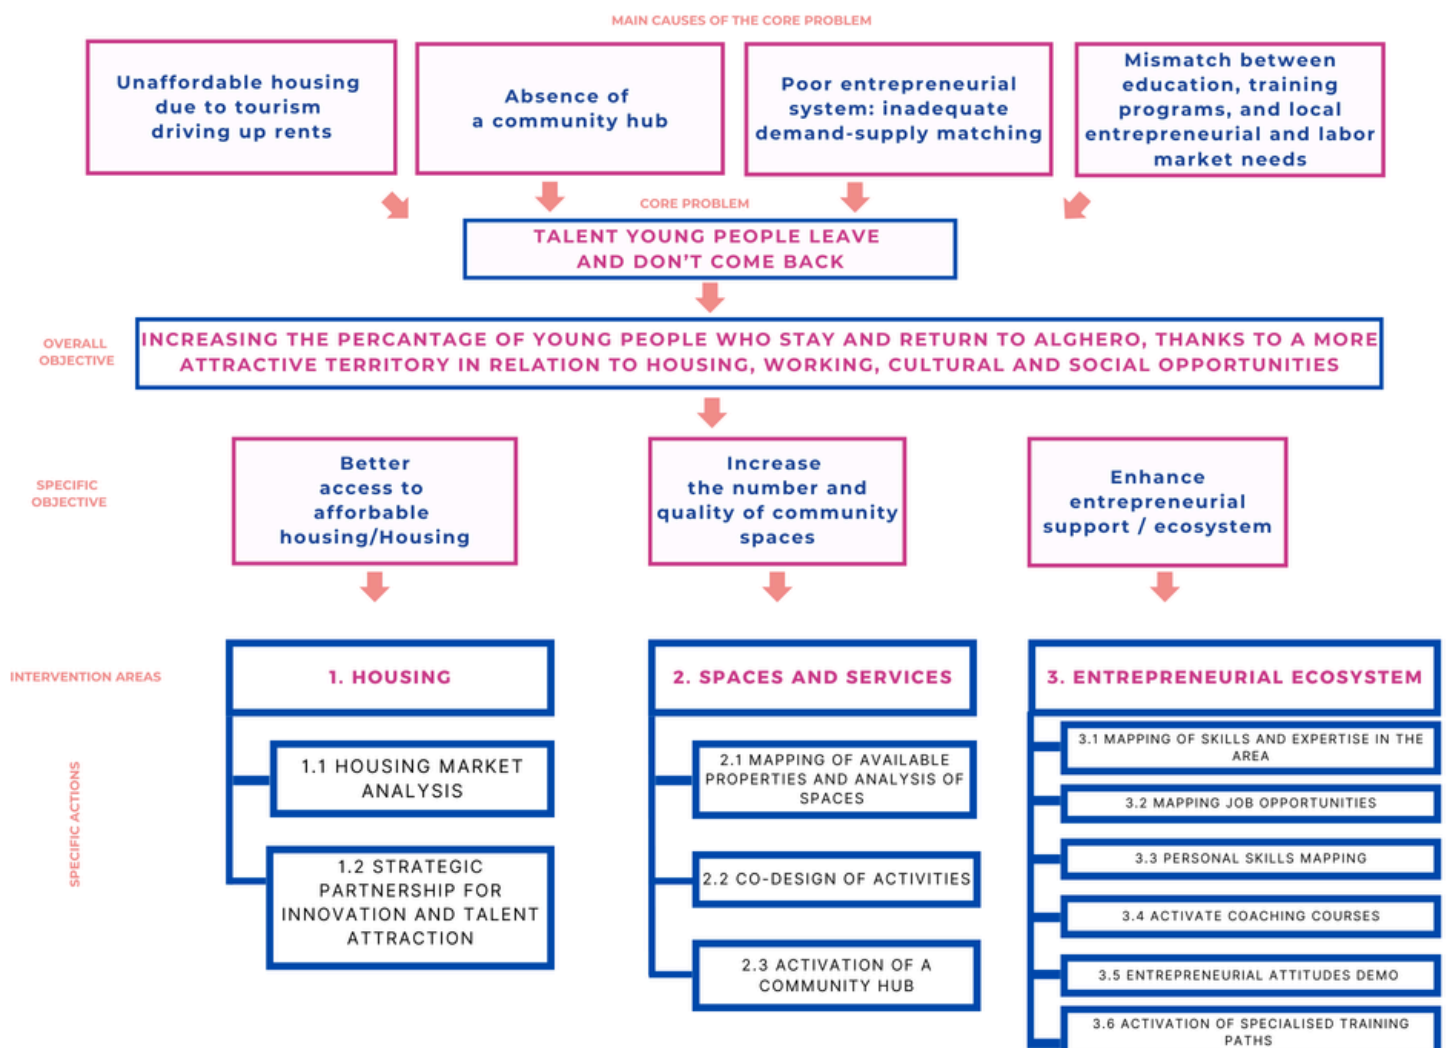 MAIN CAUSES OF THE CORE PROBLEM
Unaffordable housing
due to tourism
driving up rents
Absence of
a community hub
Poor entrepreneurial
system: inadequate
demand-supply matching
Mismatch between
education, training
programs, and local
entrepreneurial and labor
market needs
CORE PROBLEM
TALENT YOUNG PEOPLE LEAVE
AND DON'T COME BACK
OVERALL
OBJECTIVE
INCREASING THE PERCENTAGE OF YOUNG PEOPLE WHO STAY AND RETURN TO ALGHERO, THANKS TO A MORE
ATTRACTIVE TERRITORY IN RELATION TO HOUSING, WORKING, CULTURAL AND SOCIAL OPPORTUNITIES
SPECIFIC
OBJECTIVE
Better
access to
afforbable
housing/Housing
Increase
the number and
quality of community
spaces
Enhance
entrepreneurial
support / ecosystem
INTERVENTION AREAS
1. HOUSING
2. SPACES AND SERVICES
3. ENTREPRENEURIAL ECOSYSTEM
SPECIFIC ACTIONS
1.1 HOUSING MARKET
ANALYSIS
1.2 STRATEGIC
PARTNERSHIP FOR
INNOVATION AND TALENT
ATTRACTION
2.1 MAPPING OF AVAILABLE
PROPERTIES AND ANALYSIS OF
SPACES
2.2 CO-DESIGN OF ACTIVITIES
2.3 ACTIVATION OF A
COMMUNITY HUB
3.1 MAPPING OF SKILLS AND EXPERTISE IN THE
AREA
3.2 MAPPING JOB OPPORTUNITIES
3.3 PERSONAL SKILLS MAPPING
3.4 ACTIVATE COACHING COURSES
3.5 ENTREPRENEURIAL ATTITUDES DEMO
3.6 ACTIVATION OF SPECIALISED TRAINING
PATHS